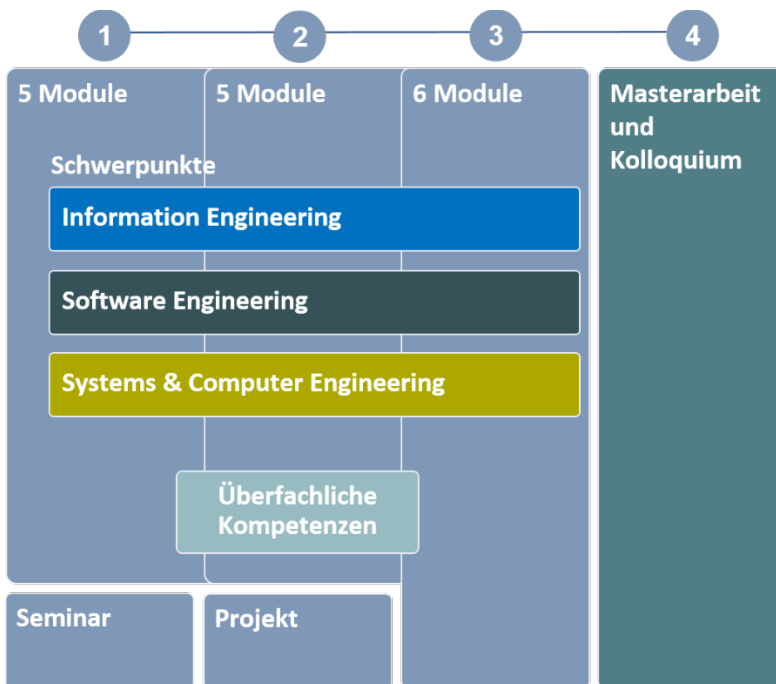 1
2
3
4
5 Module
5 Module
6 Module
Masterarbeit
und
Kolloquium
Schwerpunkte
Information Engineering
Software Engineering
Systems & Computer Engineering
Überfachliche
Kompetenzen
Seminar
Projekt